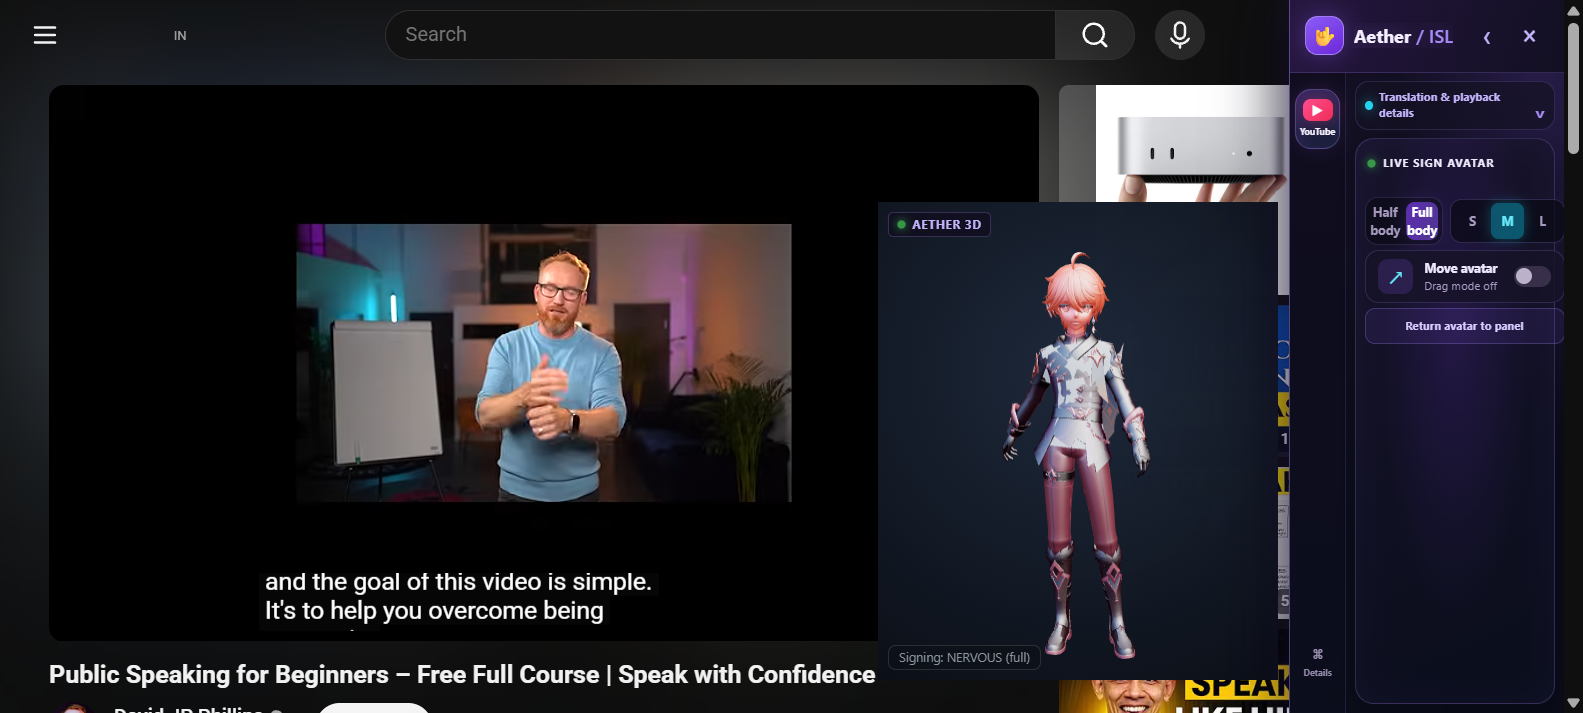 IN
Search
Aether / ISL
YouTube
Translation & playback
details
LIVE SIGN AVATAR
Half
body
Full
body
S
M
L
Move avatar
Drag mode off
Return avatar to panel
AETHER 3D
Signing: NERVOUS (full)
and the goal of this video is simple.
It's to help you overcome being
Public Speaking for Beginners – Free Full Course | Speak with Confidence
SPEAK
Details